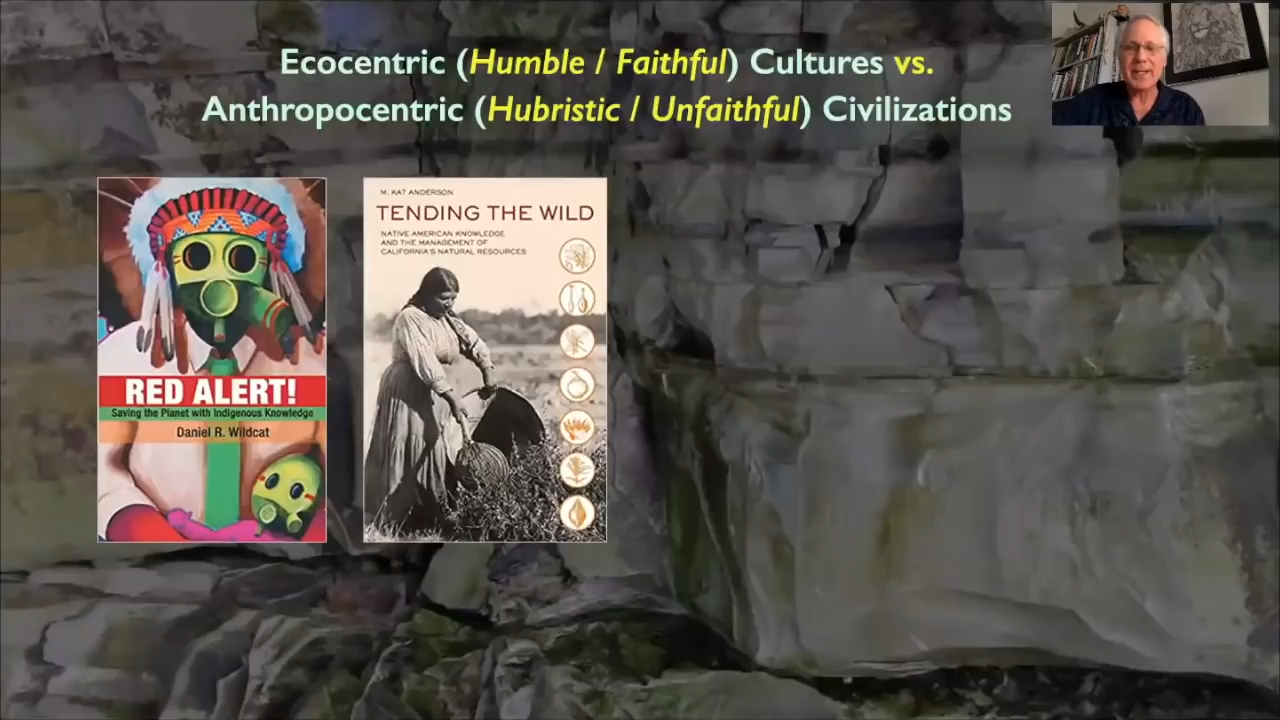 Ecocentric (Humble / Faithful) Cultures vs.
Anthropocentric (Hubristic / Unfaithful) Civilizations
RED ALERT!
Saving the Planet with Indigenous Knowledge
Daniel R. Wildcat
M. KAT ANDERSON
TENDING THE WILD
NATIVE AMERICAN KNOWLEDGE
AND THE MANAGEMENT OF
CALIFORNIA'S NATURAL RESOURCES